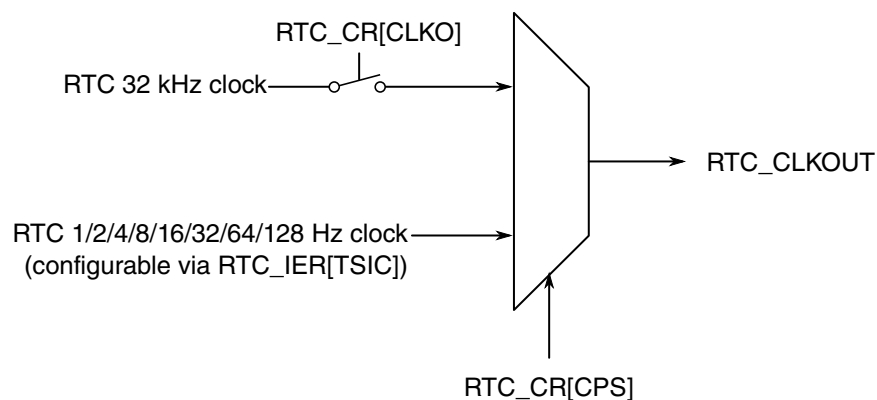 RTC_CR[CLKO]
RTC 32 kHz clock
RTC_CLKOUT
RTC 1/2/4/8/16/32/64/128 Hz clock
(configurable via RTC_IER[TSIC])
RTC_CR[CPS]